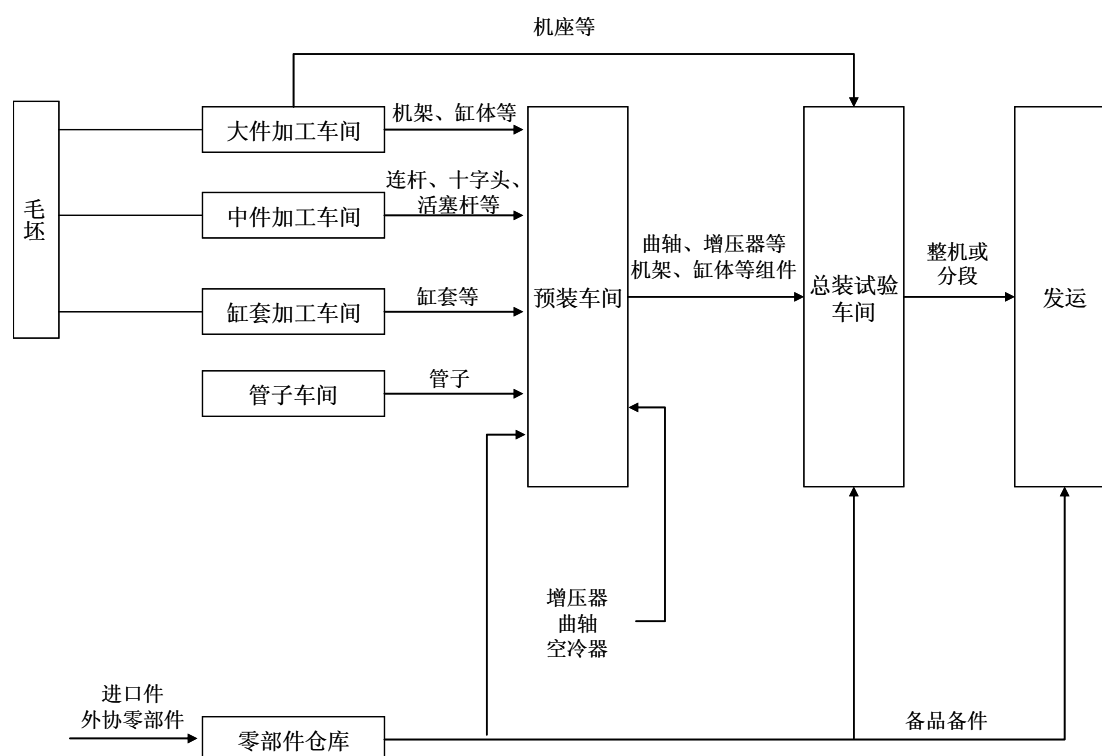 机座等
大件加工车间
机架、缸体等
毛
坯
中件加工车间
连杆、十字头、
活塞杆等
缸套加工车间
缸套等
管子车间
管子
预装车间
曲轴、增压器等
机架、缸体等组件
总装试验
车间
整机或
分段
发运
增压器
曲轴
空冷器
进口件
外协零部件
零部件仓库
备品备件